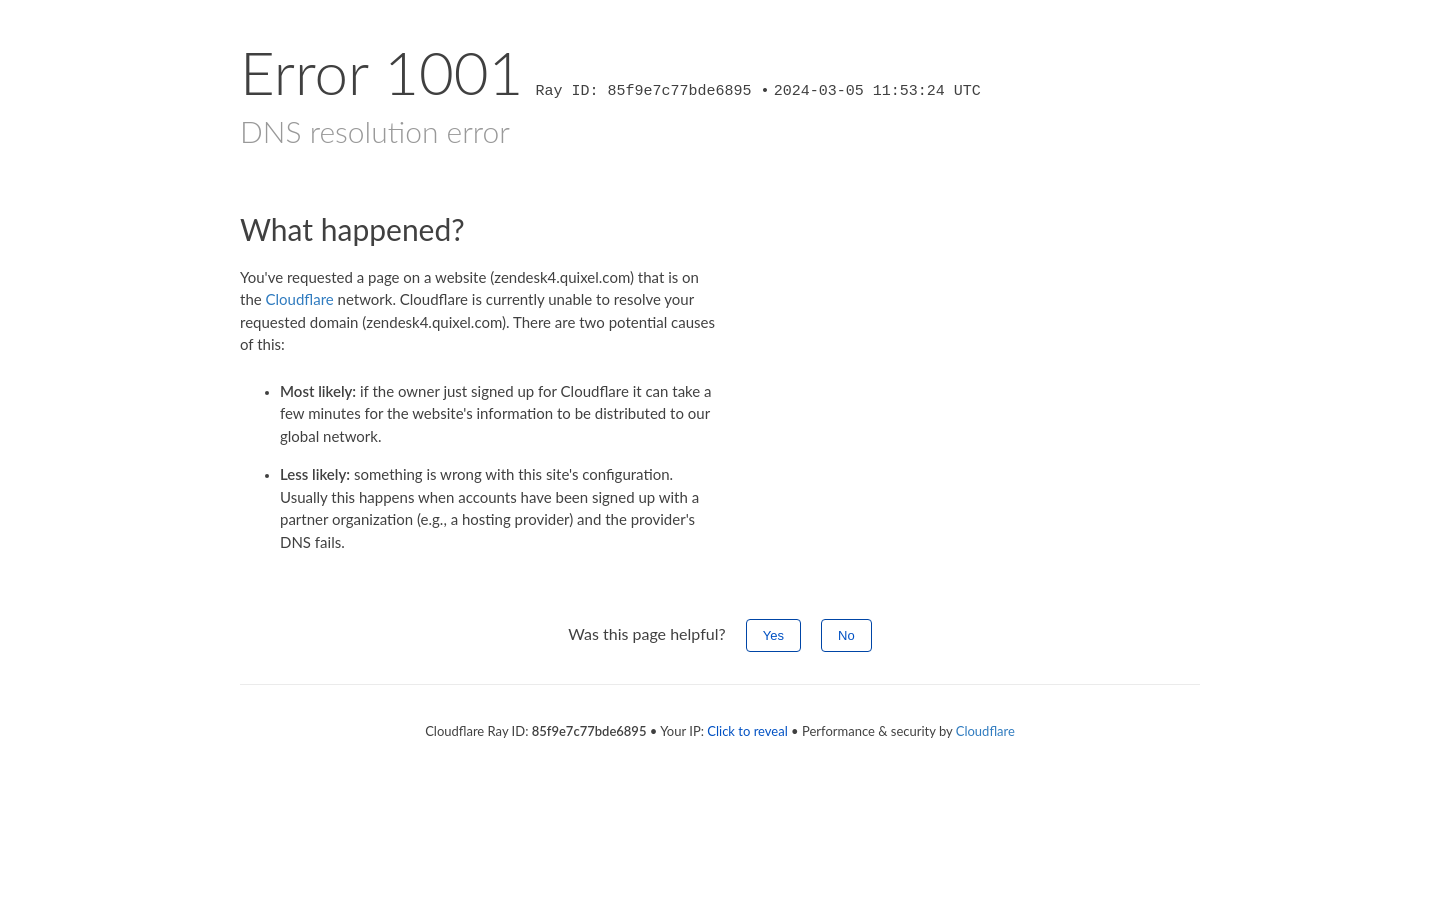 Error 1001 Ray ID: 85f9e7c77bde6895 • 2024-03-05 11:53:24 UTC
DNS resolution error
What happened?
You've requested a page on a website (zendesk4.quixel.com) that is on
the Cloudflare network. Cloudflare is currently unable to resolve your
requested domain (zendesk4.quixel.com). There are two potential causes
of this:
• Most likely: if the owner just signed up for Cloudflare it can take a
few minutes for the website's information to be distributed to our
global network.
• Less likely: something is wrong with this site's configuration.
Usually this happens when accounts have been signed up with a
partner organization (e.g., a hosting provider) and the provider's
DNS fails.
Was this page helpful? Yes No
Cloudflare Ray ID: 85f9e7c77bde6895 • Your IP: Click to reveal • Performance & security by Cloudflare